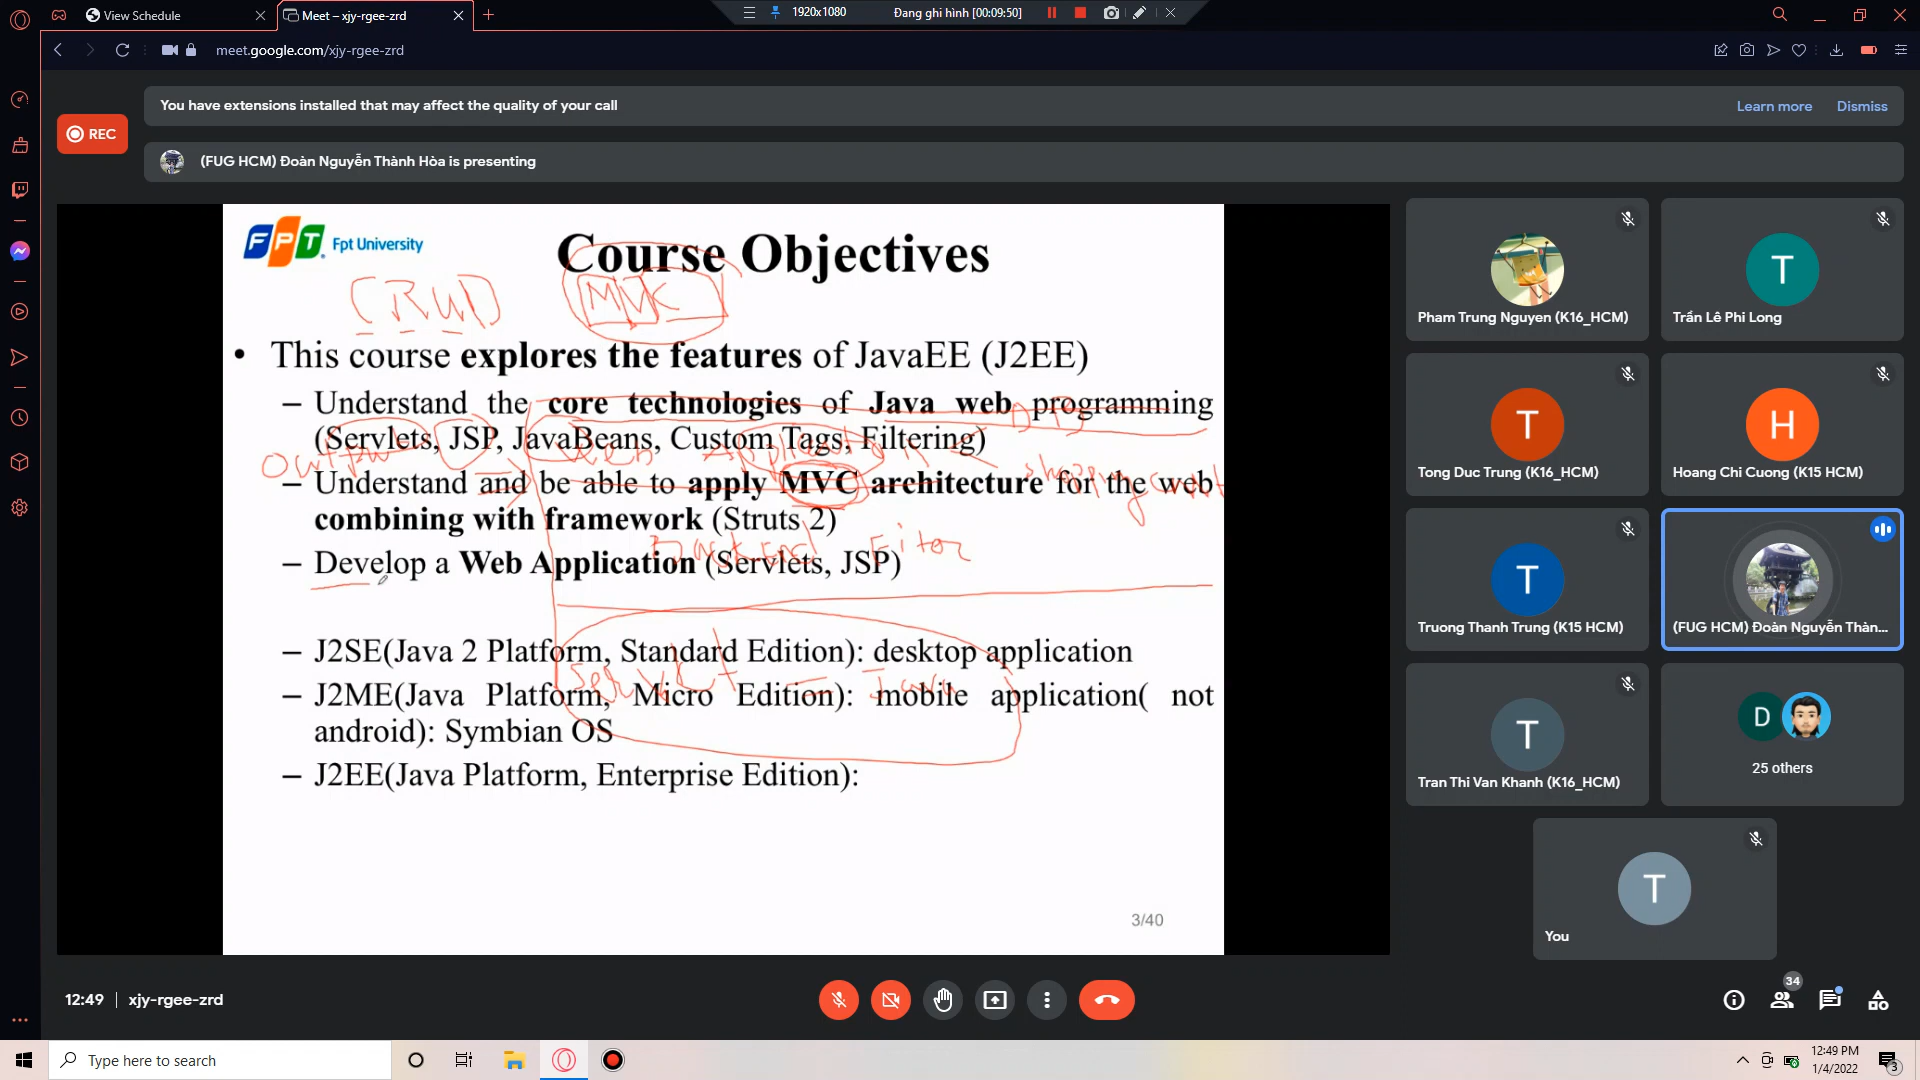 View Schedule
Meet – xjy-rgee-zrd
1920x1080
Đang ghi hình [00:09:50]
meet.google.com/xjy-rgee-zrd
You have extensions installed that may affect the quality of your call
Learn more
Dismiss
REC
(FUG HCM) Đoàn Nguyễn Thành Hòa is presenting
FPT Fpt University
Course Objectives
MVC
• This course explores the features of JavaEE (J2EE)
– Understand the core technologies of Java web programming
(Servlets, JSP, JavaBeans, Custom Tags, Filtering)
– Understand and be able to apply MVC architecture for the web
combining with framework (Struts 2)
– Develop a Web Application (Servlets, JSP)
– J2SE(Java 2 Platform, Standard Edition): desktop application
Servlet – Java
– J2ME(Java Platform, Micro Edition): mobile application( not
android): Symbian OS
– J2EE(Java Platform, Enterprise Edition):
3/40
Pham Trung Nguyen (K16_HCM)
T
Trần Lê Phi Long
T
Tong Duc Trung (K16_HCM)
H
Hoang Chi Cuong (K15 HCM)
T
Truong Thanh Trung (K15 HCM)
(FUG HCM) Đoàn Nguyễn Thàn...
T
Tran Thi Van Khanh (K16_HCM)
D
25 others
T
You
12:49 | xjy-rgee-zrd
34
Type here to search
12:49 PM
1/4/2022
3